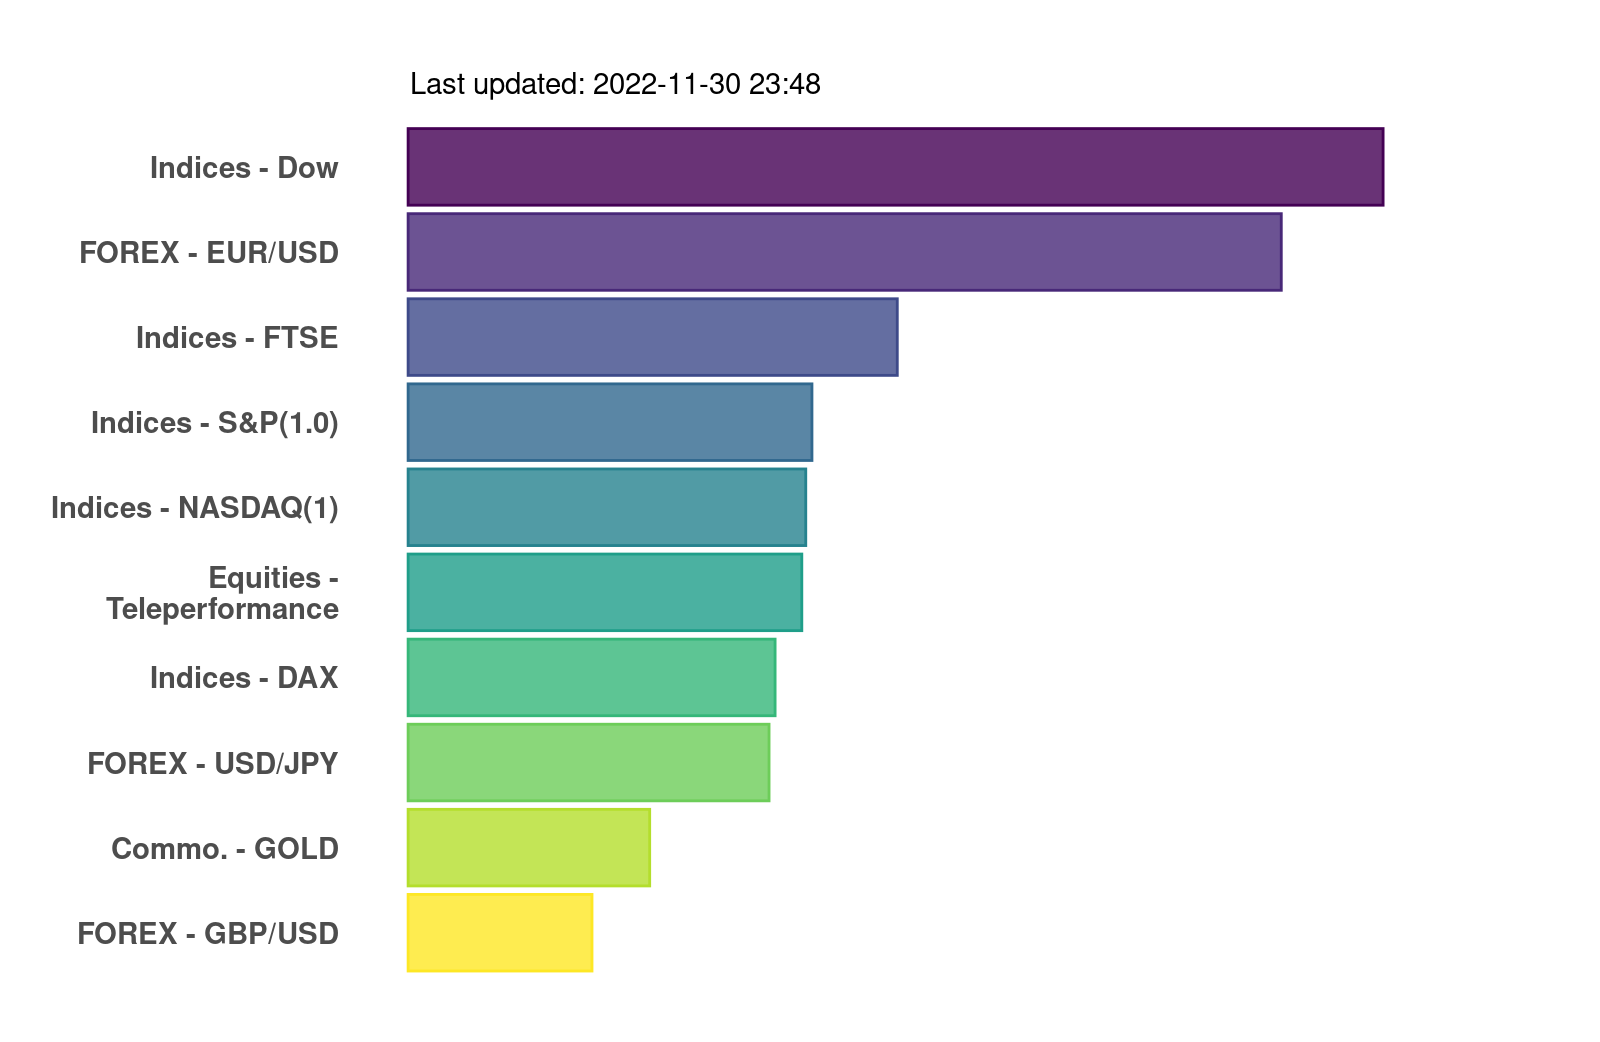 Last updated: 2022-11-30 23:48
Indices - Dow
FOREX - EUR/USD
Indices - FTSE
Indices - S&P(1.0)
Indices - NASDAQ(1)
Equities -
Teleperformance
Indices - DAX
FOREX - USD/JPY
Commo. - GOLD
FOREX - GBP/USD